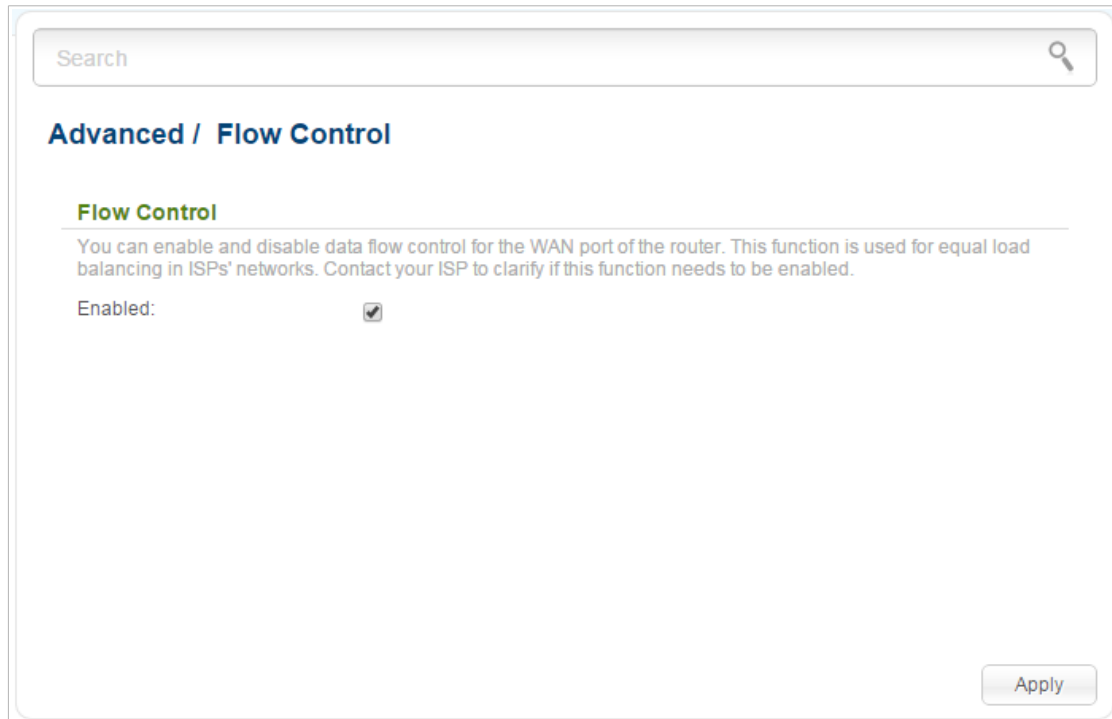 Search
Advanced /  Flow Control
Flow Control
You can enable and disable data flow control for the WAN port of the router. This function is used for equal load
balancing in ISPs' networks. Contact your ISP to clarify if this function needs to be enabled.
Enabled:
Apply